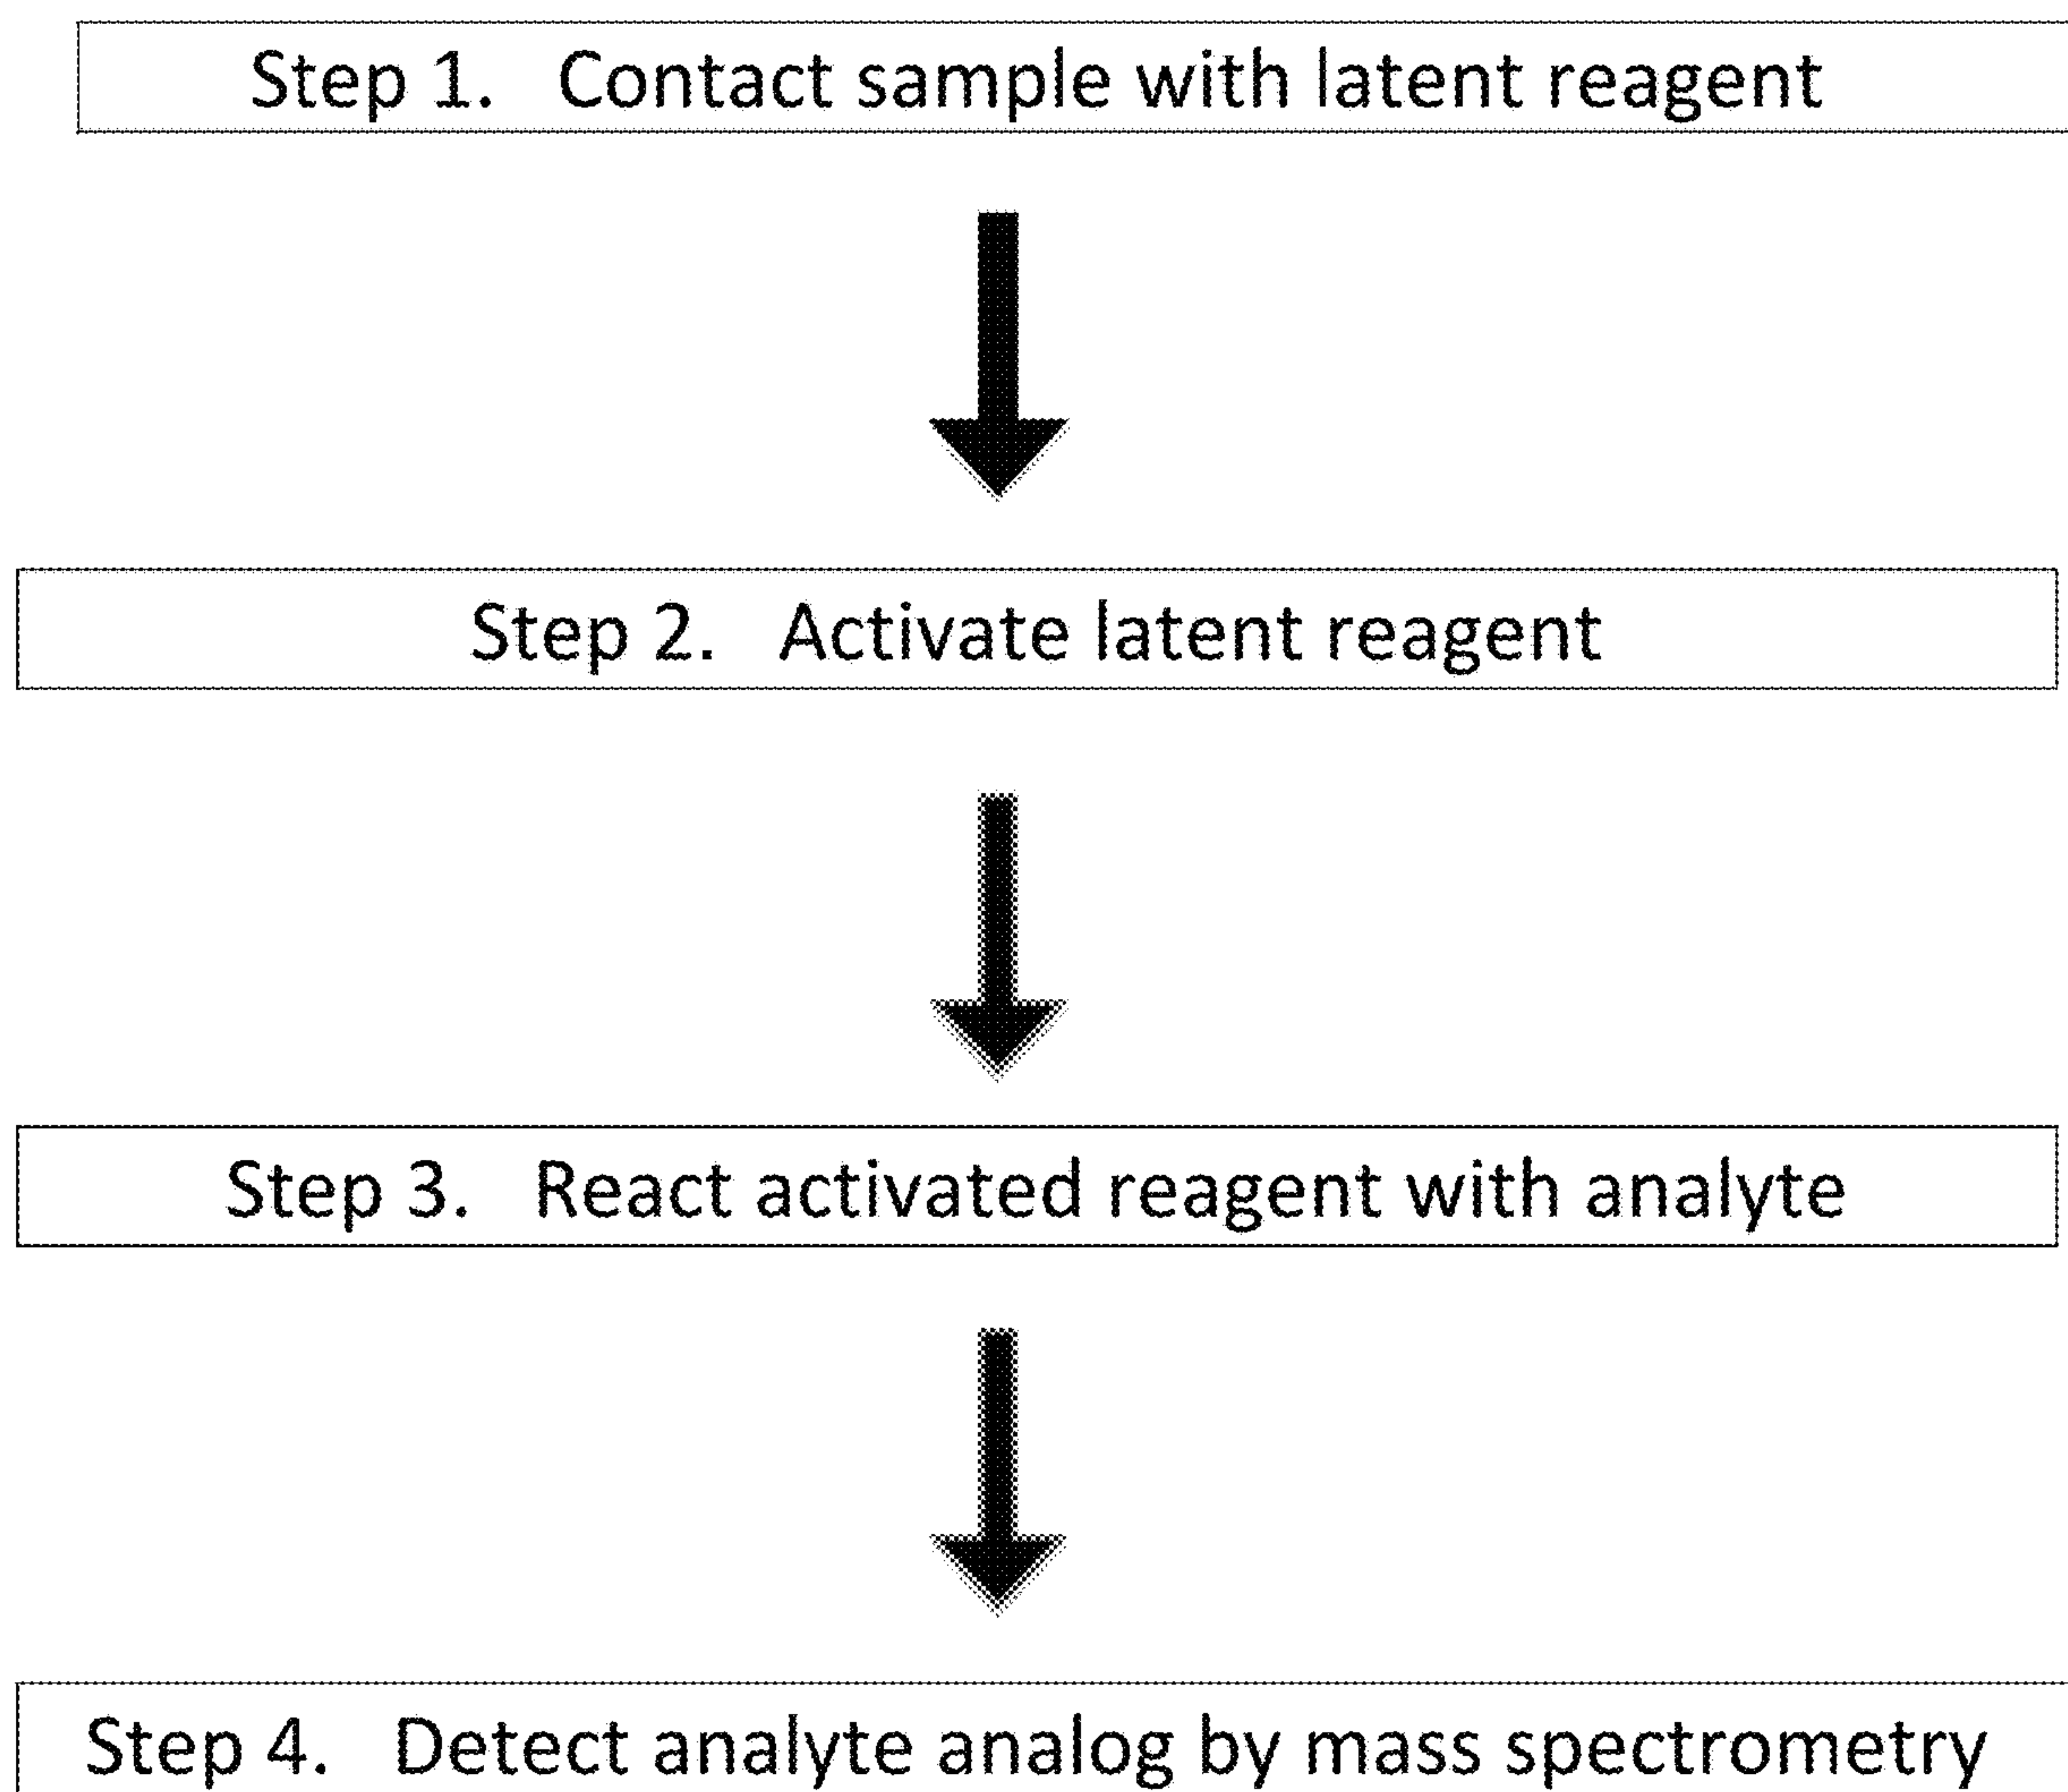 Step 1. Contact sample with latent reagent
Step 2. Activate latent reagent
Step 3. React activated reagent with analyte
Step 4. Detect analyte analog by mass spectrometry